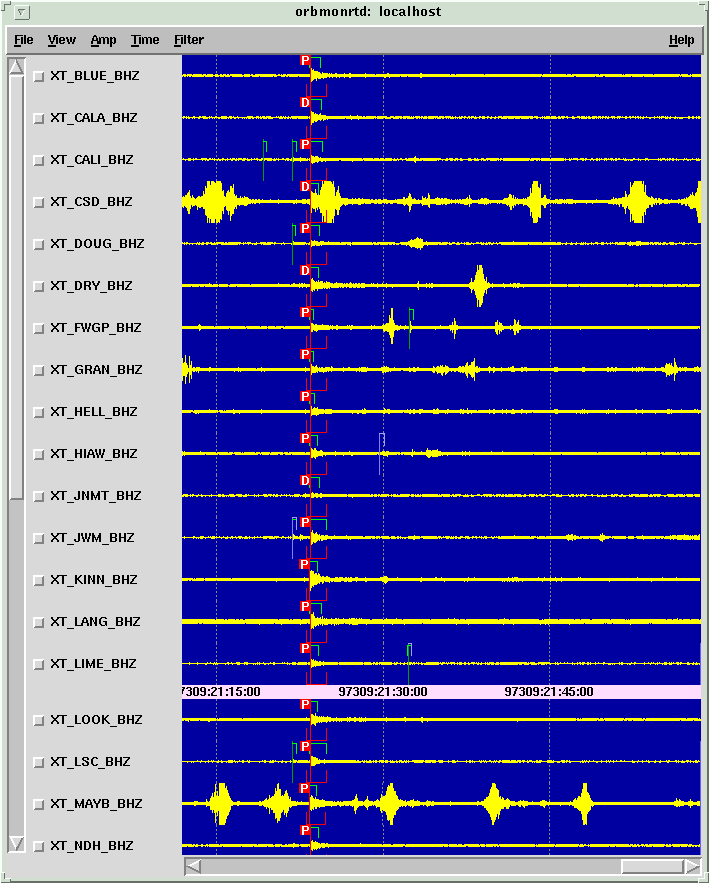 orbmonrtd: localhost
File View Amp Time Filter Help
XT_BLUE_BHZ P
XT_CALA_BHZ D
XT_CALI_BHZ P
XT_CSD_BHZ D
XT_DOUG_BHZ P
XT_DRY_BHZ D
XT_FWGP_BHZ P
XT_GRAN_BHZ P
XT_HELL_BHZ P
XT_HIAW_BHZ P
XT_JNMT_BHZ D
XT_JWM_BHZ P
XT_KINN_BHZ P
XT_LANG_BHZ P
XT_LIME_BHZ P
97309:21:15:00 97309:21:30:00 97309:21:45:00
XT_LOOK_BHZ P
XT_LSC_BHZ P
XT_MAYB_BHZ P
XT_NDH_BHZ P